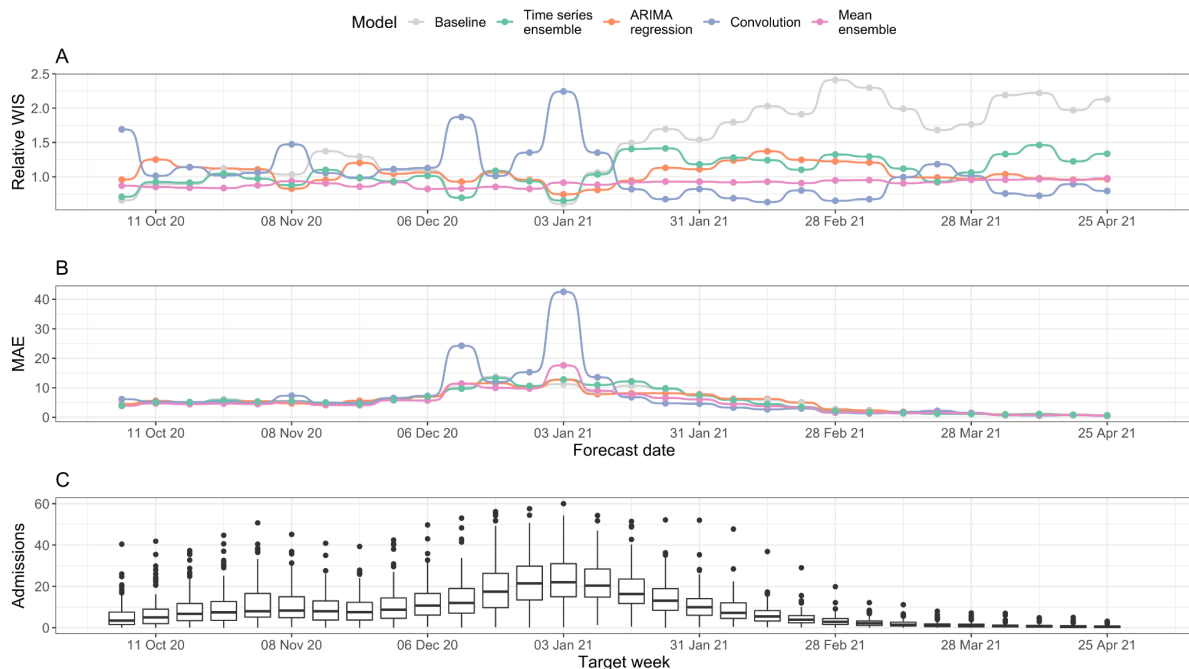 Model Baseline Time series ensemble ARIMA regression Convolution Mean ensemble
A
Relative WIS
2.5
2.0
1.5
1.0
11 Oct 20 08 Nov 20 06 Dec 20 03 Jan 21 31 Jan 21 28 Feb 21 28 Mar 21 25 Apr 21
B
MAE
40
30
20
10
0
11 Oct 20 08 Nov 20 06 Dec 20 03 Jan 21 31 Jan 21 28 Feb 21 28 Mar 21 25 Apr 21
Forecast date
C
Admissions
60
40
20
0
11 Oct 20 08 Nov 20 06 Dec 20 03 Jan 21 31 Jan 21 28 Feb 21 28 Mar 21 25 Apr 21
Target week